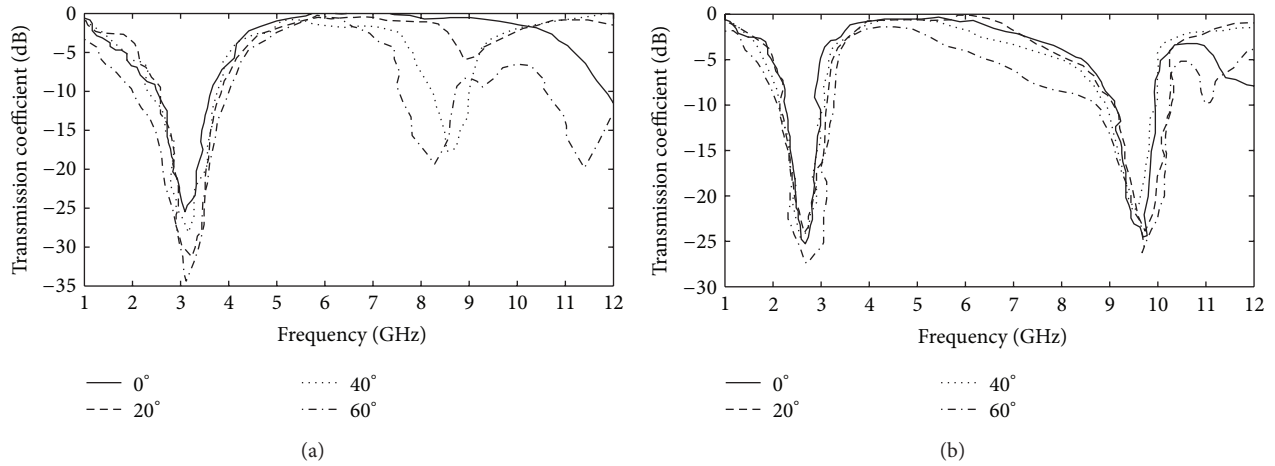 0
−5
−10
−15
−20
−25
−30
−35
Transmission coefficient (dB)
1 2 3 4 5 6 7 8 9 10 11 12
Frequency (GHz)
0°
20°
40°
60°
(a)
0
−5
−10
−15
−20
−25
−30
Transmission coefficient (dB)
1 2 3 4 5 6 7 8 9 10 11 12
Frequency (GHz)
0°
20°
40°
60°
(b)